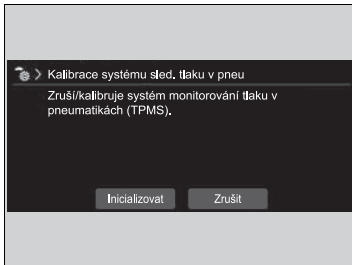 Kalibrace systému sled. tlaku v pneu
Zruší/kalibruje systém monitorování tlaku v
pneumatikách (TPMS).
Inicializovat
Zrušit